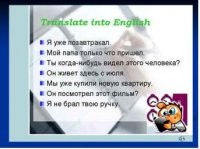 Translate into English
Я уже позавтракал.
Мой папа только что пришел.
Ты когда-нибудь видел этого человека?
Он живет здесь с июля.
Мы уже купили новую квартиру.
Он посмотрел этот фильм?
Я не брал твою ручку.